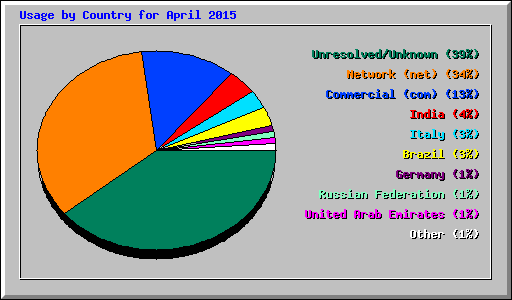 Usage by Country for April 2015
Unresolved/Unknown (39%)
Network (net) (34%)
Commercial (com) (13%)
India (4%)
Italy (3%)
Brazil (3%)
Germany (1%)
Russian Federation (1%)
United Arab Emirates (1%)
Other (1%)